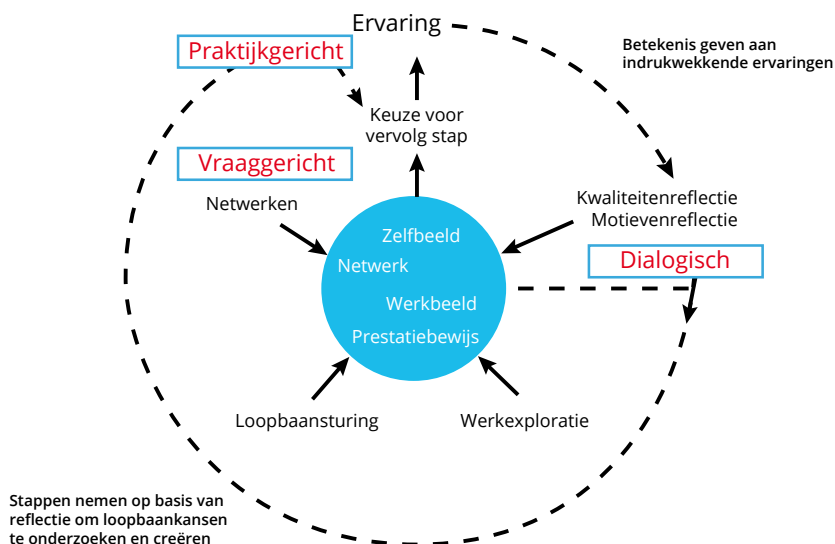 Ervaring
Praktijkgericht
Betekenis geven aan
indrukwekkende ervaringen
Keuze voor
vervolg stap
Vraaggericht
Netwerken
Kwaliteitenreflectie
Motievenreflectie
Zelfbeeld
Netwerk
Dialogisch
Werkbeeld
Prestatiebewijs
Loopbaansturing
Werkexploratie
Stappen nemen op basis van
reflectie om loopbaankansen
te onderzoeken en creëren